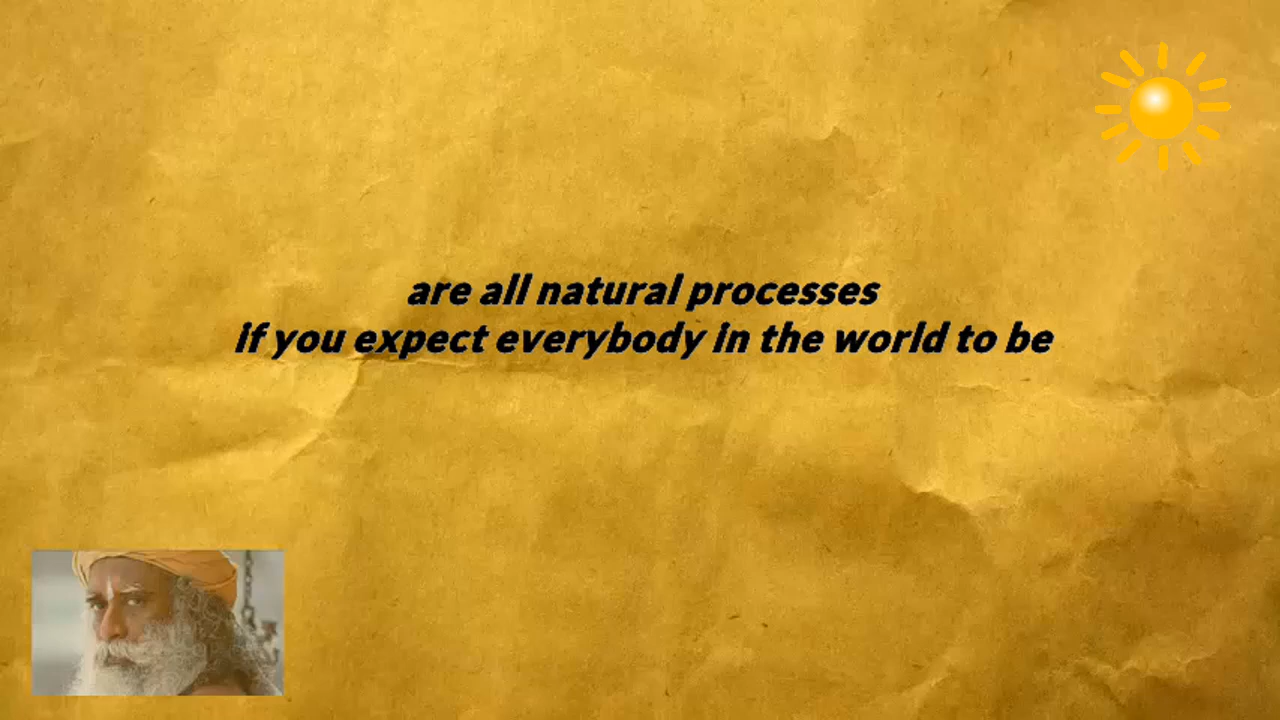 are all natural processes
if you expect everybody in the world to be